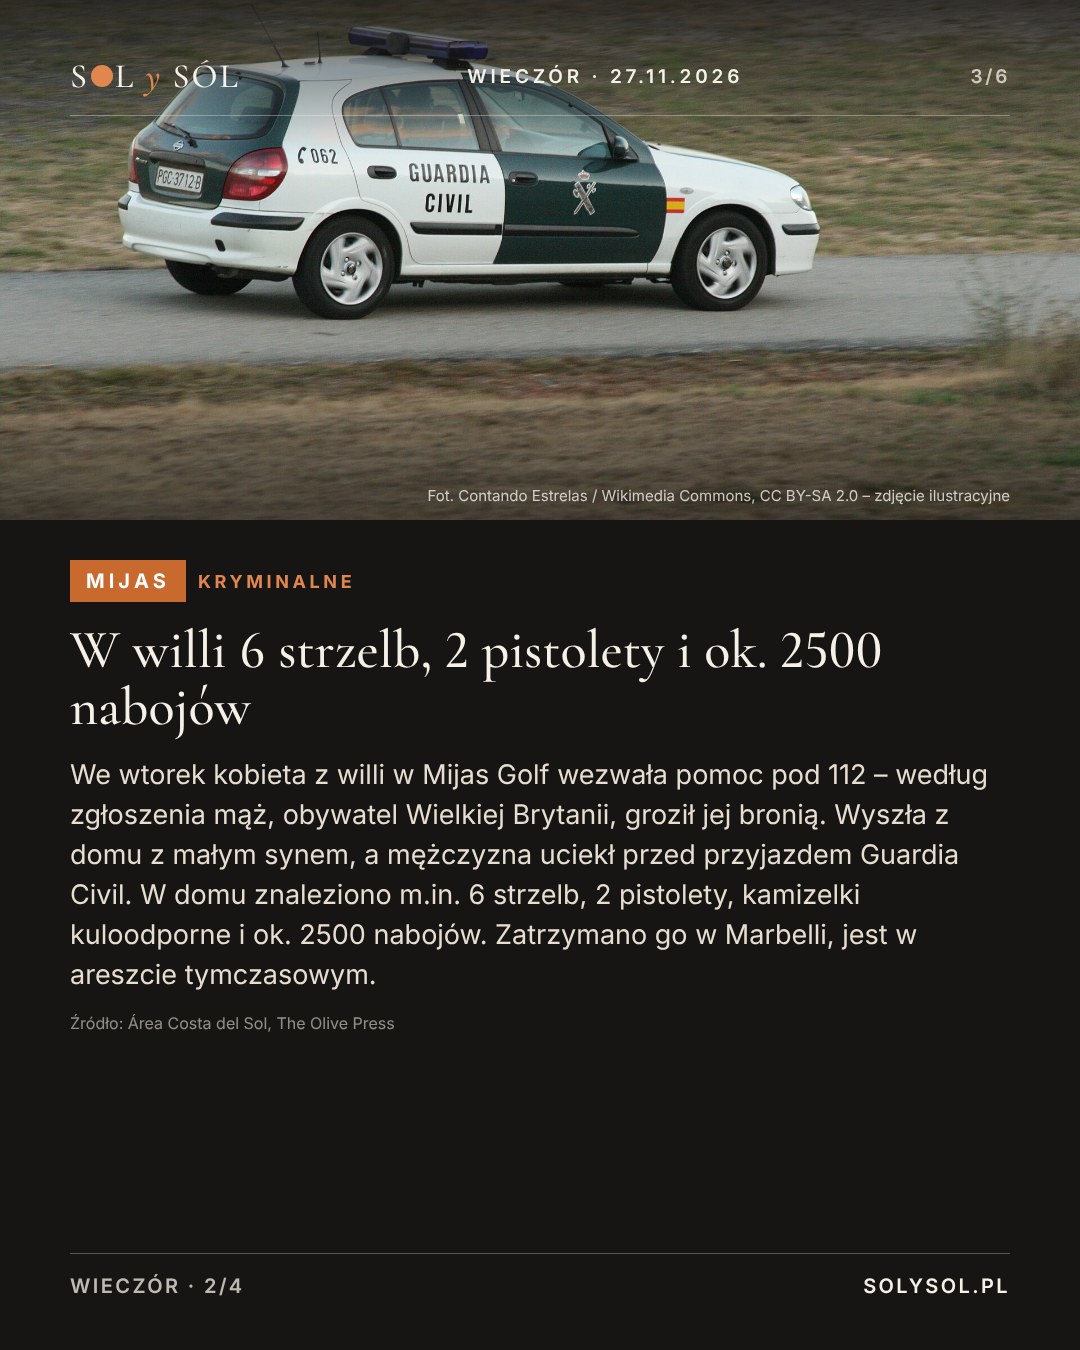 SOL y SÓL
WIECZÓR · 27.11.2026
3/6
062
GUARDIA
CIVIL
PGC·3712·B
Fot. Contando Estrelas / Wikimedia Commons, CC BY-SA 2.0 – zdjęcie ilustracyjne
MIJAS KRYMINALNE
W willi 6 strzelb, 2 pistolety i ok. 2500
nabojów
We wtorek kobieta z willi w Mijas Golf wezwała pomoc pod 112 – według
zgłoszenia mąż, obywatel Wielkiej Brytanii, groził jej bronią. Wyszła z
domu z małym synem, a mężczyzna uciekł przed przyjazdem Guardia
Civil. W domu znaleziono m.in. 6 strzelb, 2 pistolety, kamizelki
kuloodporne i ok. 2500 nabojów. Zatrzymano go w Marbelli, jest w
areszcie tymczasowym.
Źródło: Área Costa del Sol, The Olive Press
WIECZÓR · 2/4
SOLYSOL.PL